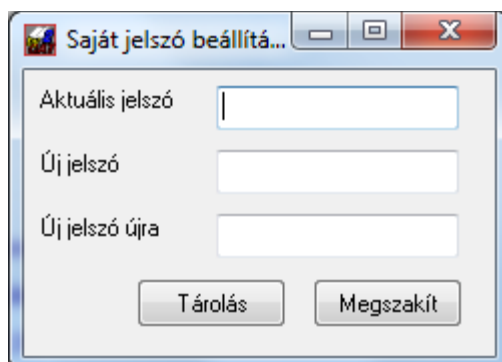 Saját jelszó beállítá...
Aktuális jelszó
Új jelszó
Új jelszó újra
Tárolás Megszakít